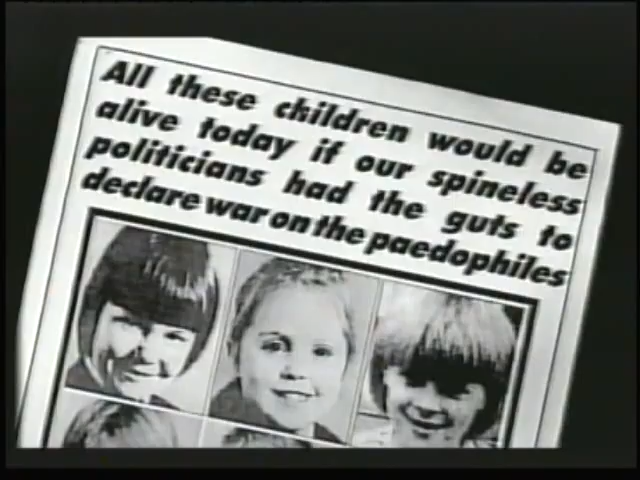 All these children would be
alive today if our spineless
politicians had the guts to
declare war on the paedophiles